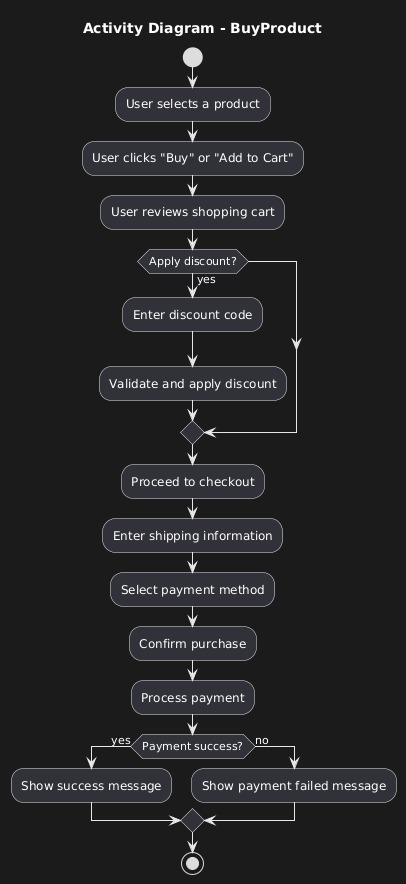 Activity Diagram - BuyProduct
User selects a product
User clicks "Buy" or "Add to Cart"
User reviews shopping cart
Apply discount?
yes
Enter discount code
Validate and apply discount
Proceed to checkout
Enter shipping information
Select payment method
Confirm purchase
Process payment
yes
Payment success?
no
Show success message
Show payment failed message